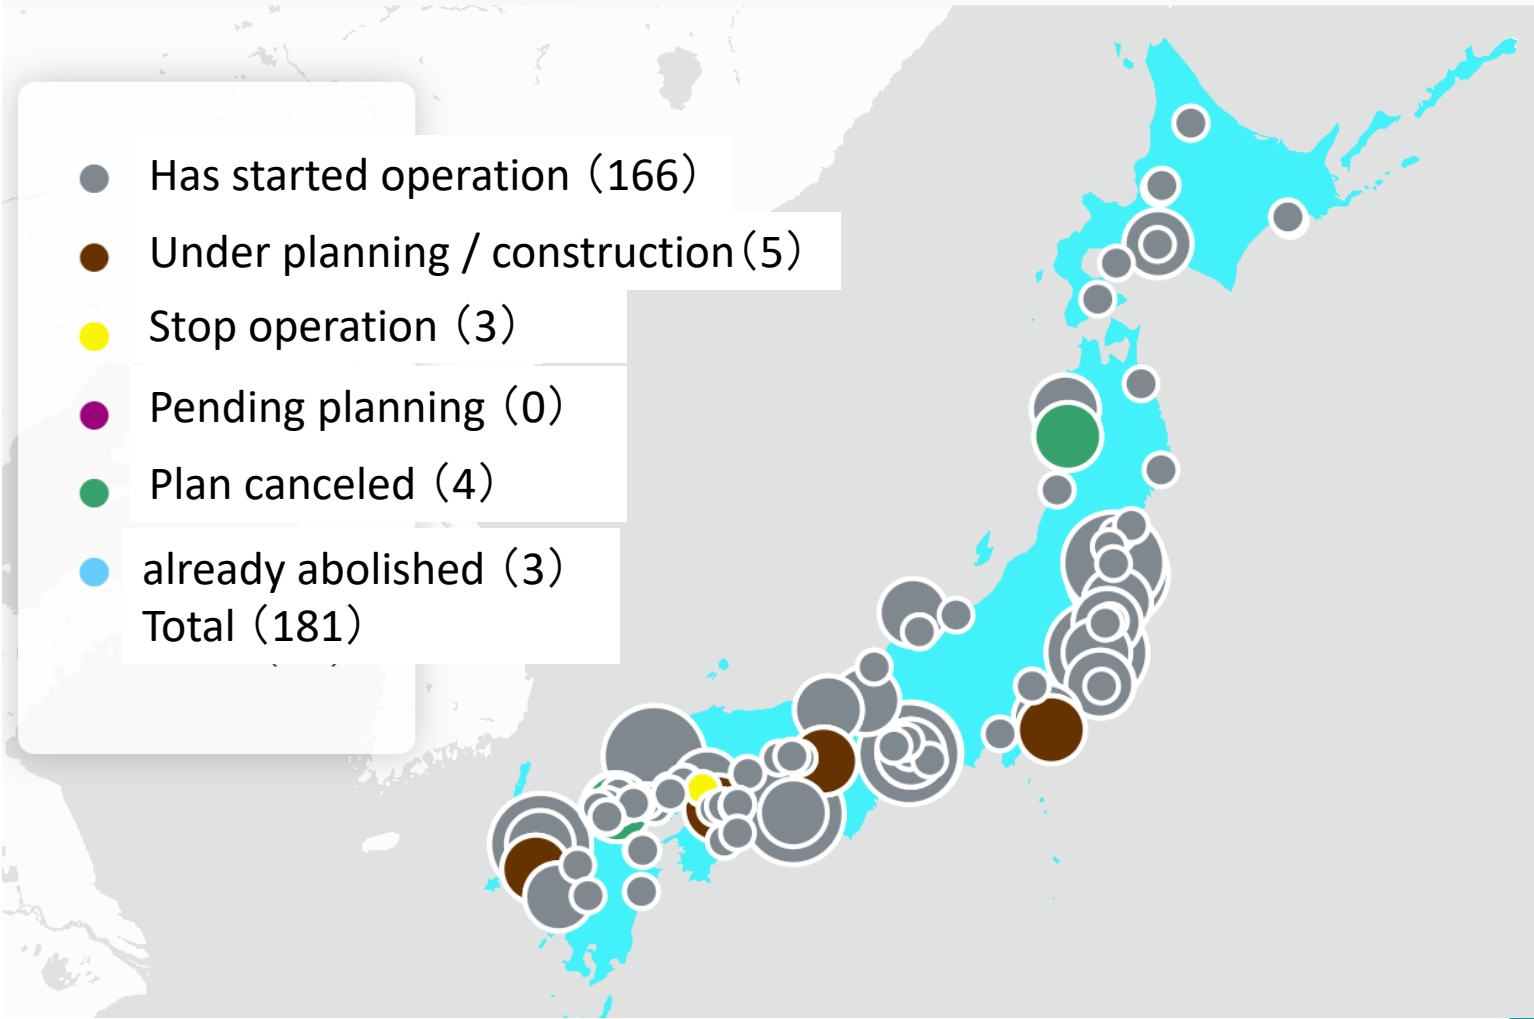 Has started operation（166）
Under planning / construction（5）
Stop operation（3）
Pending planning（0）
Plan canceled（4）
already abolished（3）
Total（181）